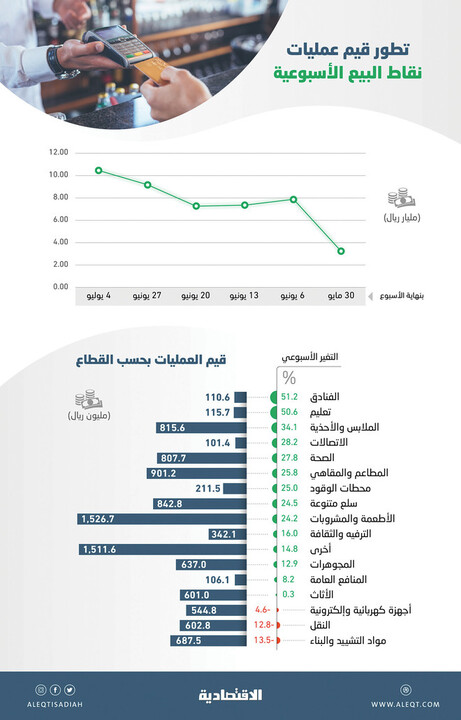 تطور قيم عمليات
نقاط البيع الأسبوعية
12.00
10.00
8.00
6.00
4.00
2.00
0.00
(مليار ريال)
بنهاية الأسبوع
30 مايو
6 يونيو
13 يونيو
20 يونيو
27 يونيو
4 يوليو
التغير الأسبوعي
%
قيم العمليات بحسب القطاع
(مليون ريال)
الفنادق 51.2 110.6
تعليم 50.6 115.7
الملابس والأحذية 34.1 815.6
الاتصالات 28.2 101.4
الصحة 27.8 807.7
المطاعم والمقاهي 25.8 901.2
محطات الوقود 25.0 211.5
سلع متنوعة 24.5 842.8
الأطعمة والمشروبات 24.2 1,526.7
الترفيه والثقافة 16.0 342.1
أخرى 14.8 1,511.6
المجوهرات 12.9 637.0
المنافع العامة 8.2 106.1
الأثاث 0.3 601.0
أجهزة كهربائية وإلكترونية 4.6- 544.8
النقل 12.8- 602.8
مواد التشييد والبناء 13.5- 687.5
WWW.ALEQT.COM
الاقتصادية
ALEQTISADIAH